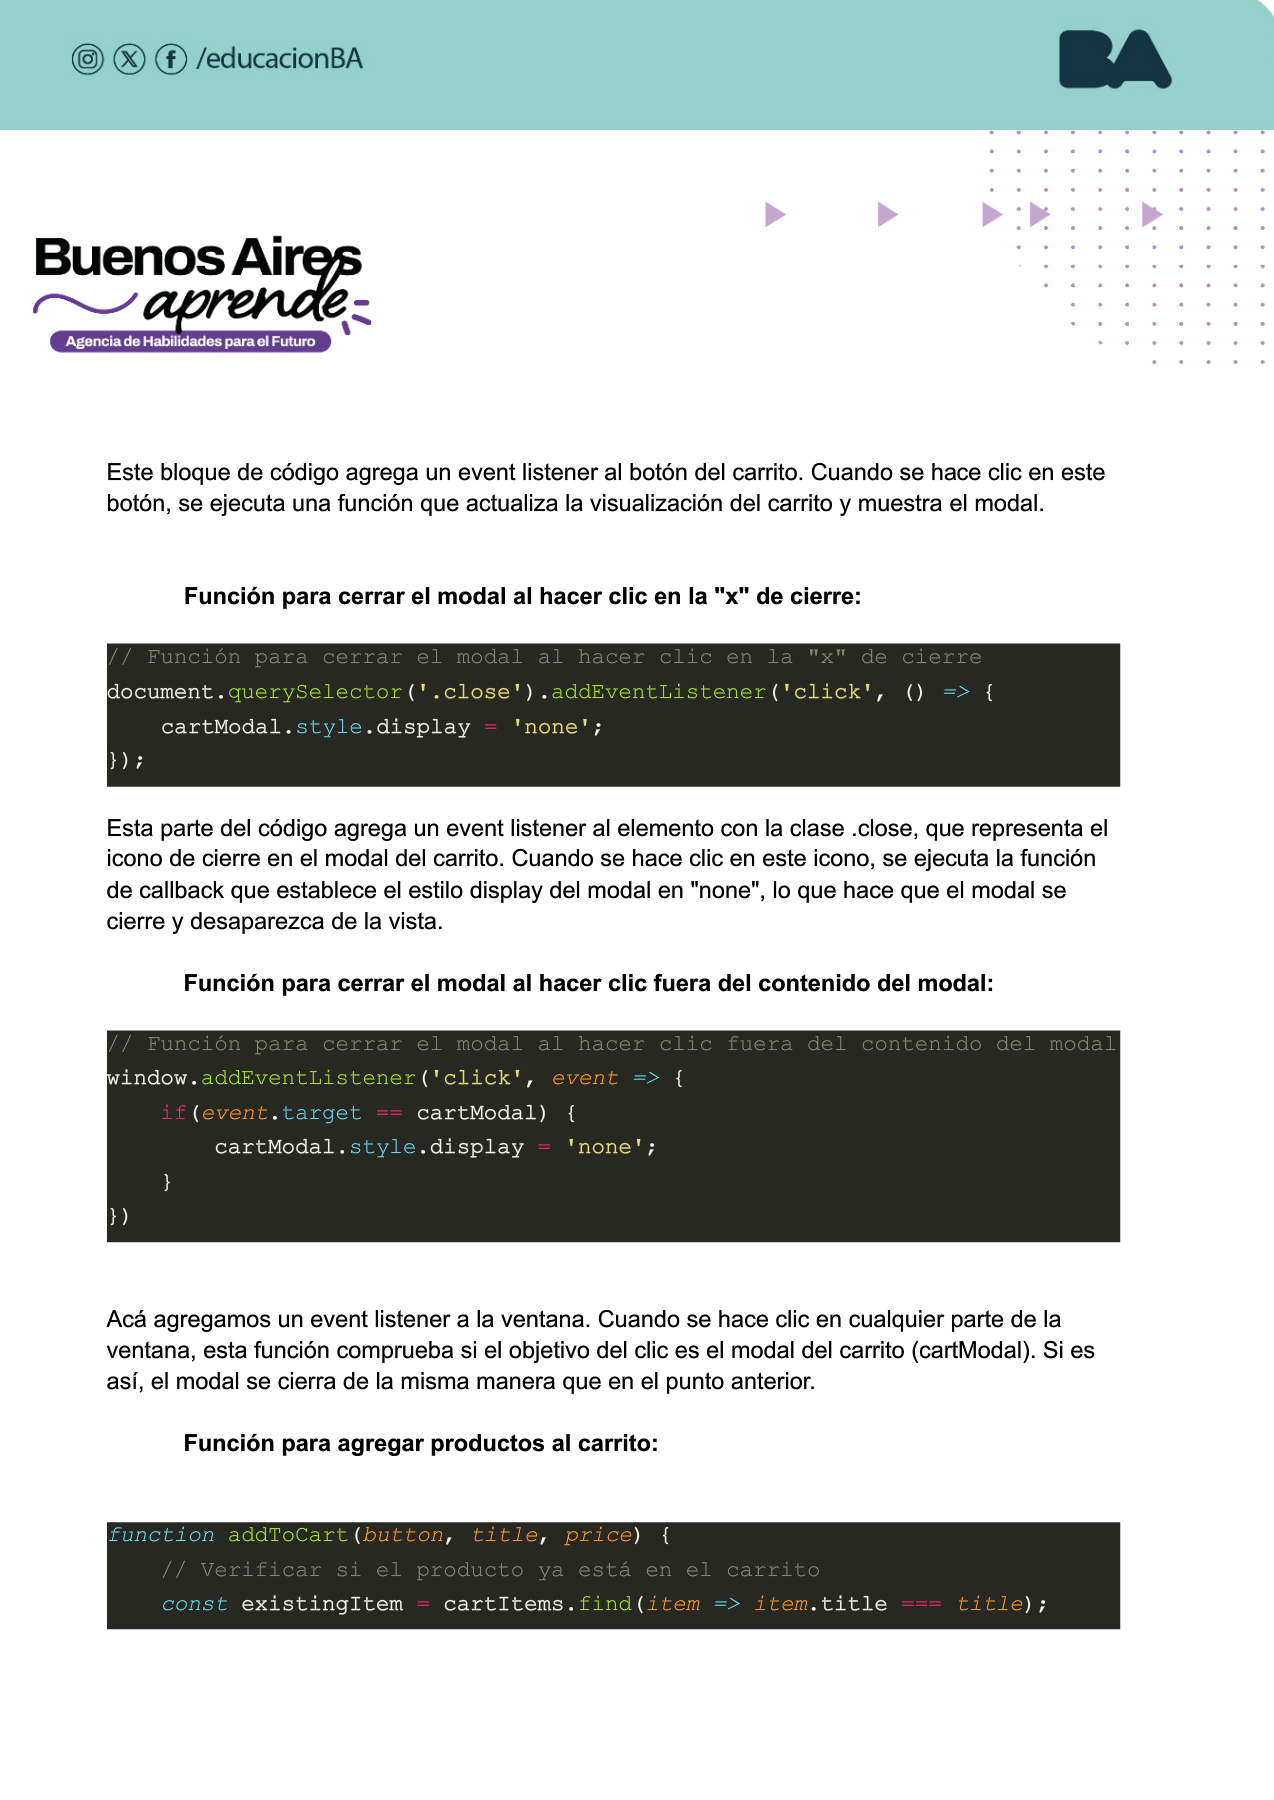 /educacionBA
BA
Buenos Aires
aprende
Agencia de Habilidades para el Futuro
Este bloque de código agrega un event listener al botón del carrito. Cuando se hace clic en este
botón, se ejecuta una función que actualiza la visualización del carrito y muestra el modal.
Función para cerrar el modal al hacer clic en la "x" de cierre:
// Función para cerrar el modal al hacer clic en la "x" de cierre
document.querySelector('.close').addEventListener('click', () => {
    cartModal.style.display = 'none';
});
Esta parte del código agrega un event listener al elemento con la clase .close, que representa el
icono de cierre en el modal del carrito. Cuando se hace clic en este icono, se ejecuta la función
de callback que establece el estilo display del modal en "none", lo que hace que el modal se
cierre y desaparezca de la vista.
Función para cerrar el modal al hacer clic fuera del contenido del modal:
// Función para cerrar el modal al hacer clic fuera del contenido del modal
window.addEventListener('click', event => {
    if(event.target == cartModal) {
        cartModal.style.display = 'none';
    }
})
Acá agregamos un event listener a la ventana. Cuando se hace clic en cualquier parte de la
ventana, esta función comprueba si el objetivo del clic es el modal del carrito (cartModal). Si es
así, el modal se cierra de la misma manera que en el punto anterior.
Función para agregar productos al carrito:
function addToCart(button, title, price) {
    // Verificar si el producto ya está en el carrito
    const existingItem = cartItems.find(item => item.title === title);